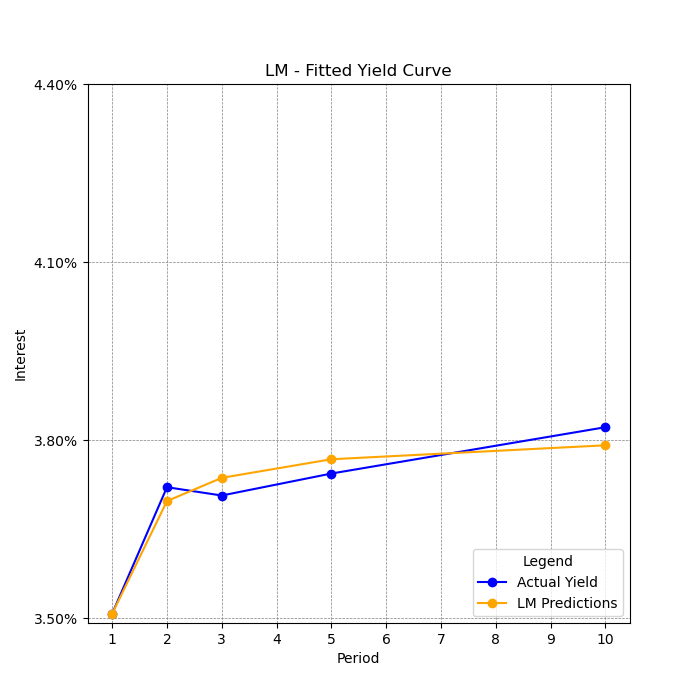 LM - Fitted Yield Curve
4.40%
4.10%
3.80%
3.50%
Interest
Legend
Actual Yield
LM Predictions
1 2 3 4 5 6 7 8 9 10
Period